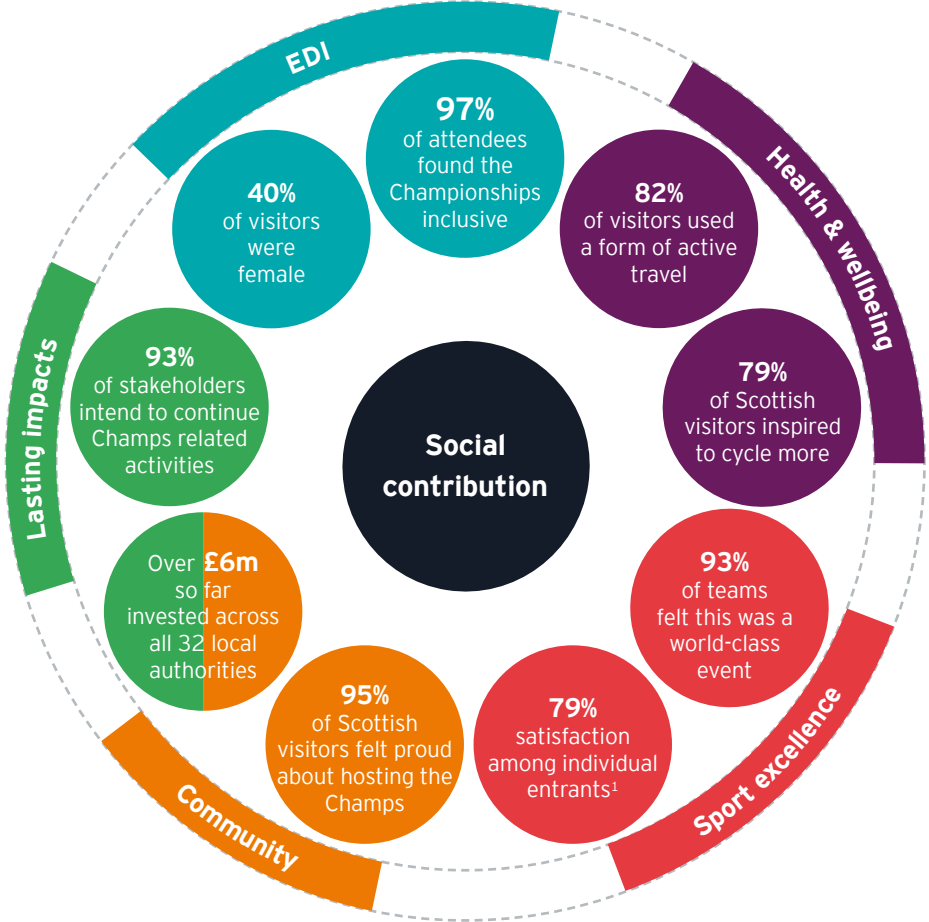 EDI
97%
of attendees
found the
Championships
inclusive
40%
of visitors
were
female
Health & wellbeing
82%
of visitors used
a form of active
travel
79%
of Scottish
visitors inspired
to cycle more
Sport excellence
93%
of teams
felt this was a
world-class
event
79%
satisfaction
among individual
entrants¹
Community
95%
of Scottish
visitors felt proud
about hosting the
Champs
Over £6m
so far
invested across
all 32 local
authorities
Lasting impacts
93%
of stakeholders
intend to continue
Champs related
activities
Social
contribution